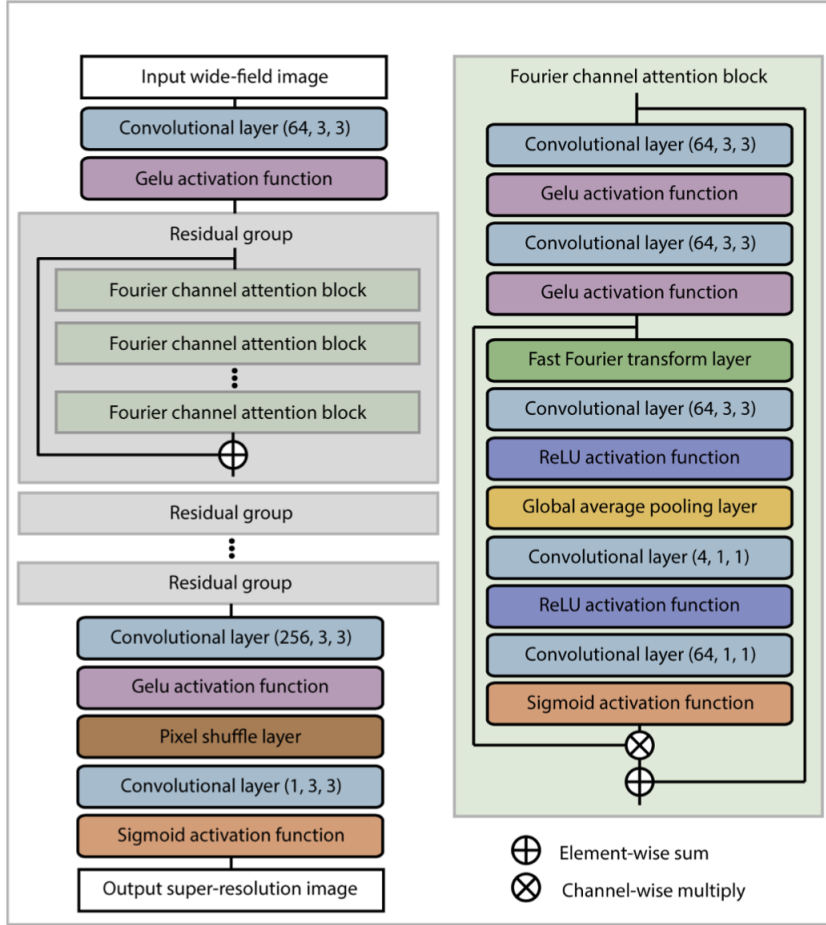 Input wide-field image
Convolutional layer (64, 3, 3)
Gelu activation function
Residual group
Fourier channel attention block
Fourier channel attention block
Fourier channel attention block
Residual group
Residual group
Convolutional layer (256, 3, 3)
Gelu activation function
Pixel shuffle layer
Convolutional layer (1, 3, 3)
Sigmoid activation function
Output super-resolution image
Fourier channel attention block
Convolutional layer (64, 3, 3)
Gelu activation function
Convolutional layer (64, 3, 3)
Gelu activation function
Fast Fourier transform layer
Convolutional layer (64, 3, 3)
ReLU activation function
Global average pooling layer
Convolutional layer (4, 1, 1)
ReLU activation function
Convolutional layer (64, 1, 1)
Sigmoid activation function
Element-wise sum
Channel-wise multiply